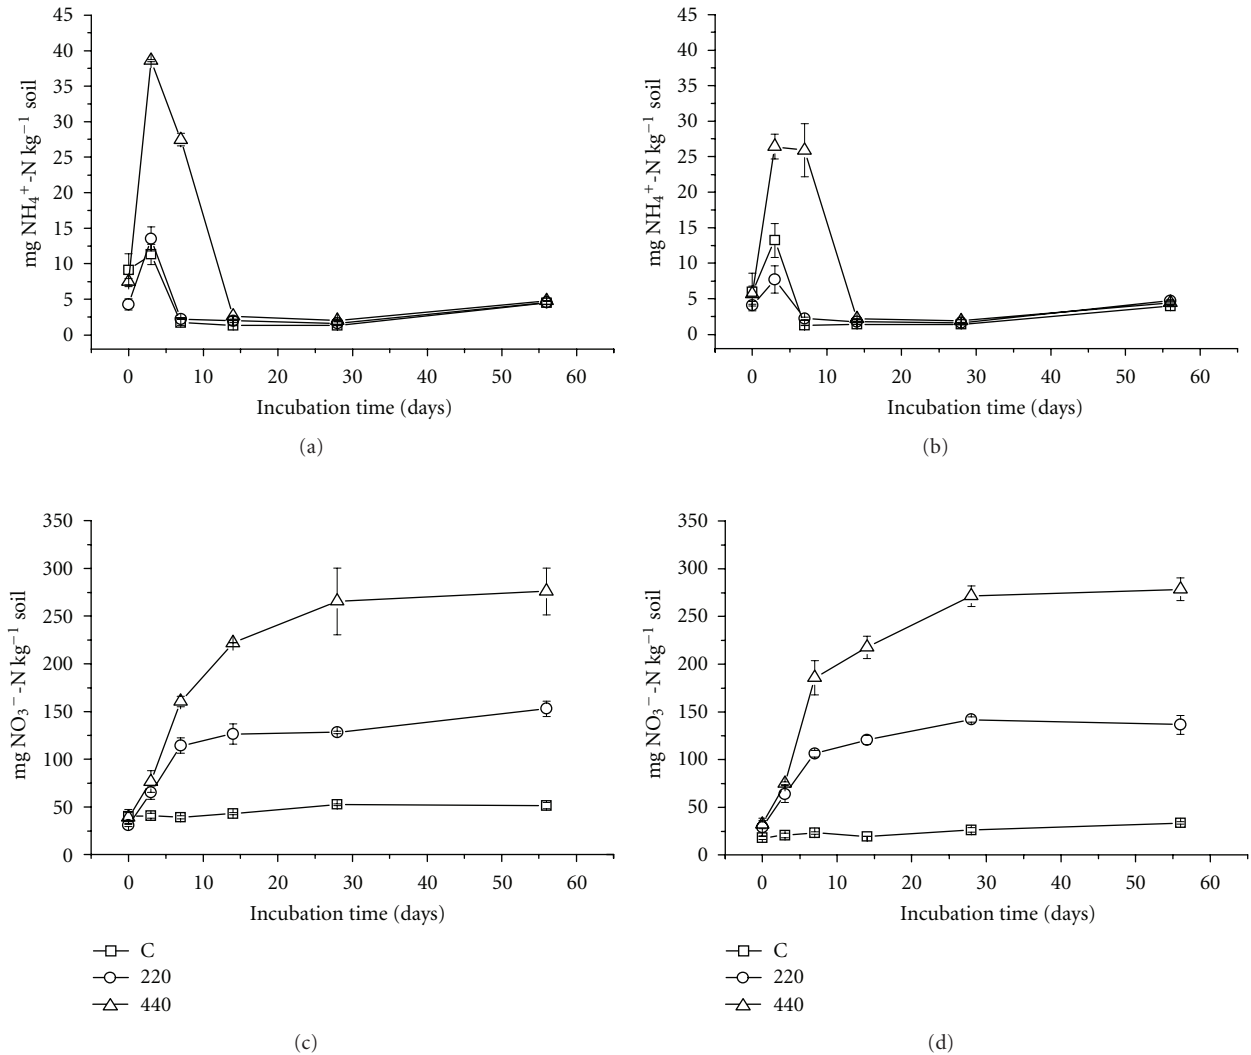 45
40
35
30
25
20
15
10
5
0
mg NH₄⁺-N kg⁻¹ soil
0 10 20 30 40 50 60
Incubation time (days)
(a)
45
40
35
30
25
20
15
10
5
0
mg NH₄⁺-N kg⁻¹ soil
0 10 20 30 40 50 60
Incubation time (days)
(b)
350
300
250
200
150
100
50
0
mg NO₃⁻-N kg⁻¹ soil
0 10 20 30 40 50 60
Incubation time (days)
C
220
440
(c)
350
300
250
200
150
100
50
0
mg NO₃⁻-N kg⁻¹ soil
0 10 20 30 40 50 60
Incubation time (days)
C
220
440
(d)